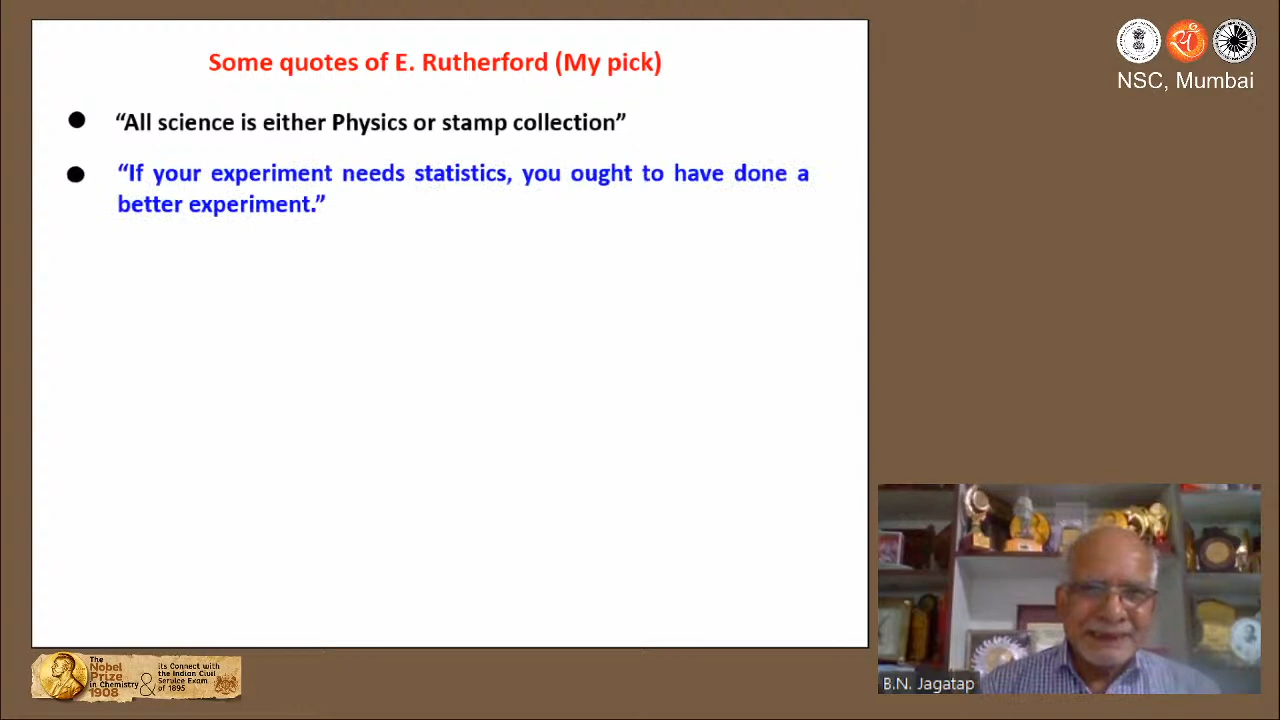 Some quotes of E. Rutherford (My pick)
“All science is either Physics or stamp collection”
“If your experiment needs statistics, you ought to have done a
better experiment.”
NSC, Mumbai
B.N. Jagatap
The
Nobel
Prize
in Chemistry
1908
&
its Connect with
the Indian Civil
Service Exam
of 1895